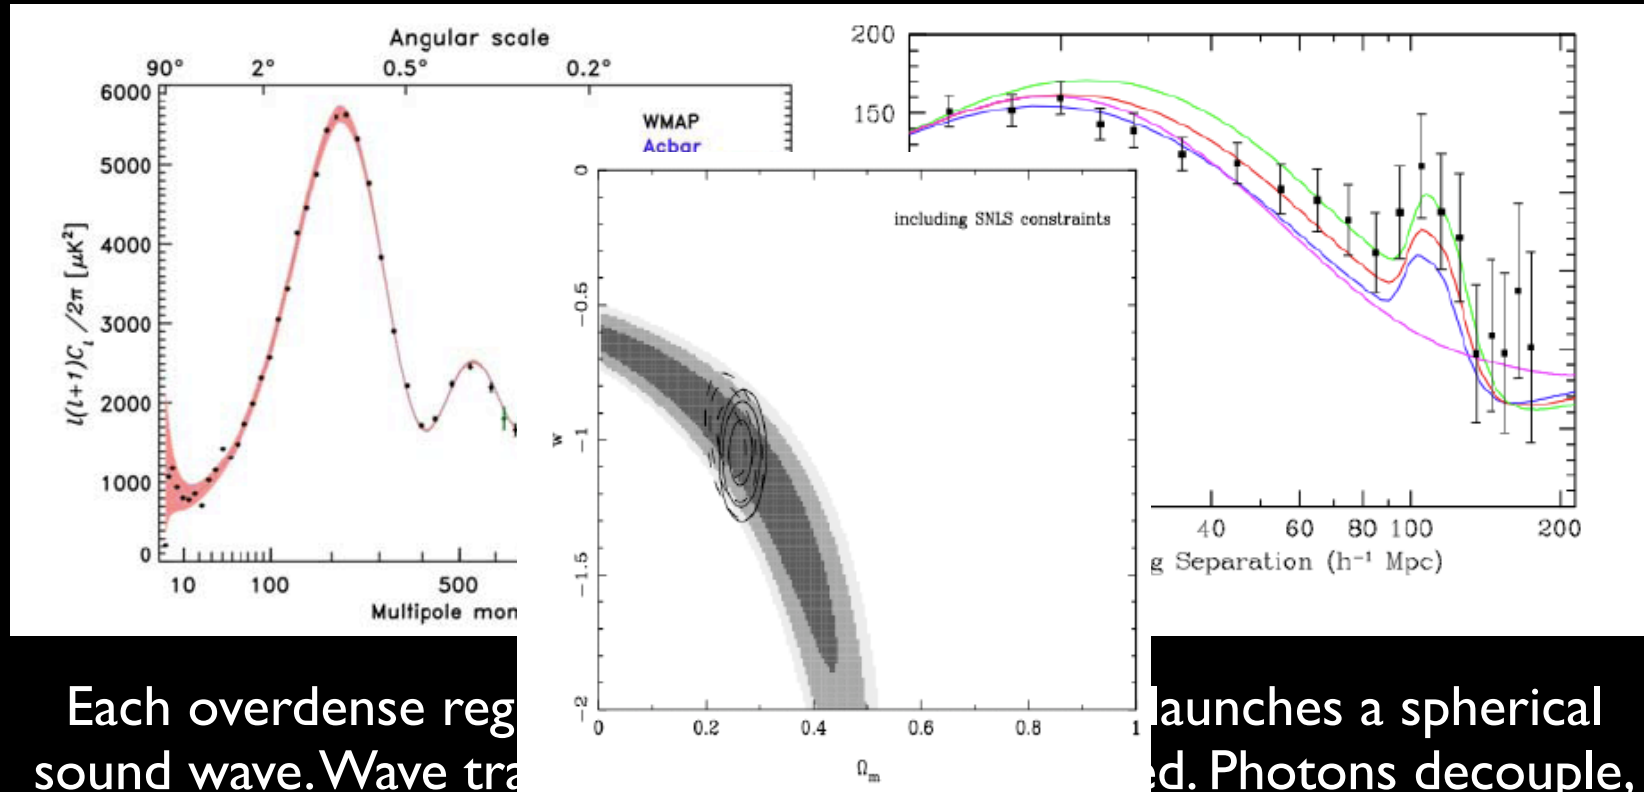 Angular scale
90° 2° 0.5° 0.2°
6000
5000
4000
3000
2000
1000
0
l(l+1)Cl/2π [μK²]
WMAP
Acbar
10 100 500
Multipole mom
200
150
40 60 80 100 200
g Separation (h⁻¹ Mpc)
including SNLS constraints
0
−0.5
−1
−1.5
−2
w
0 0.2 0.4 0.6 0.8 1
Ωm
Each overdense reg launches a spherical
sound wave. Wave tra ed. Photons decouple,